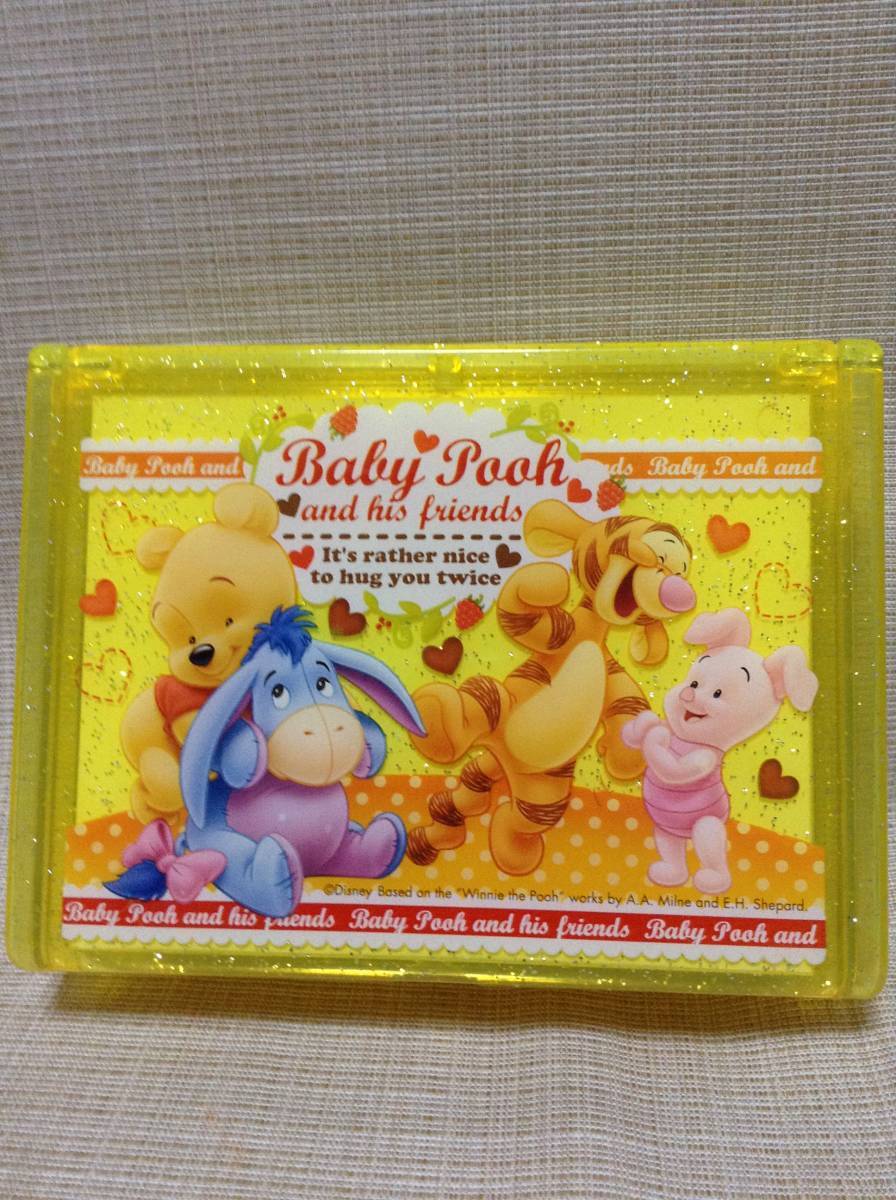 Baby Pooh and
Baby Pooh
and his friends
It's rather nice
to hug you twice
nds Baby Pooh and
©Disney Based on the "Winnie the Pooh" works by A.A. Milne and E.H. Shepard.
Baby Pooh and his friends Baby Pooh and his friends Baby Pooh and